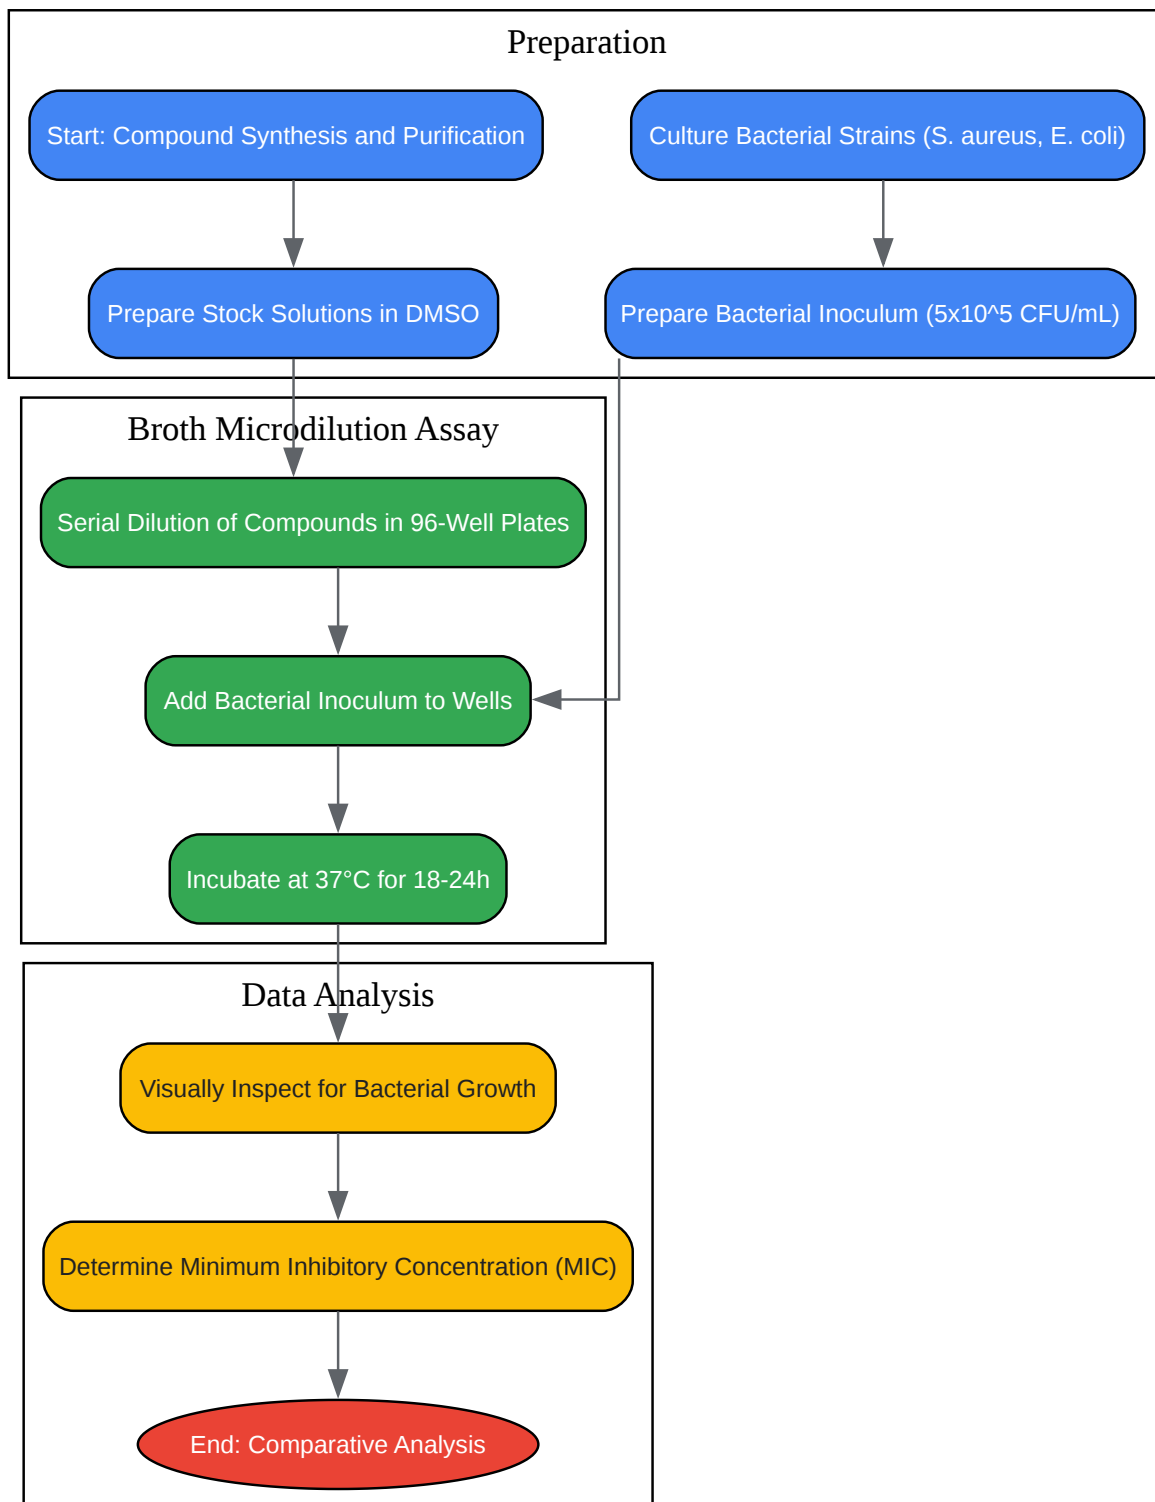 Preparation
Start: Compound Synthesis and Purification
Culture Bacterial Strains (S. aureus, E. coli)
Prepare Stock Solutions in DMSO
Prepare Bacterial Inoculum (5x10^5 CFU/mL)
Broth Microdilution Assay
Serial Dilution of Compounds in 96-Well Plates
Add Bacterial Inoculum to Wells
Incubate at 37°C for 18-24h
Data Analysis
Visually Inspect for Bacterial Growth
Determine Minimum Inhibitory Concentration (MIC)
End: Comparative Analysis